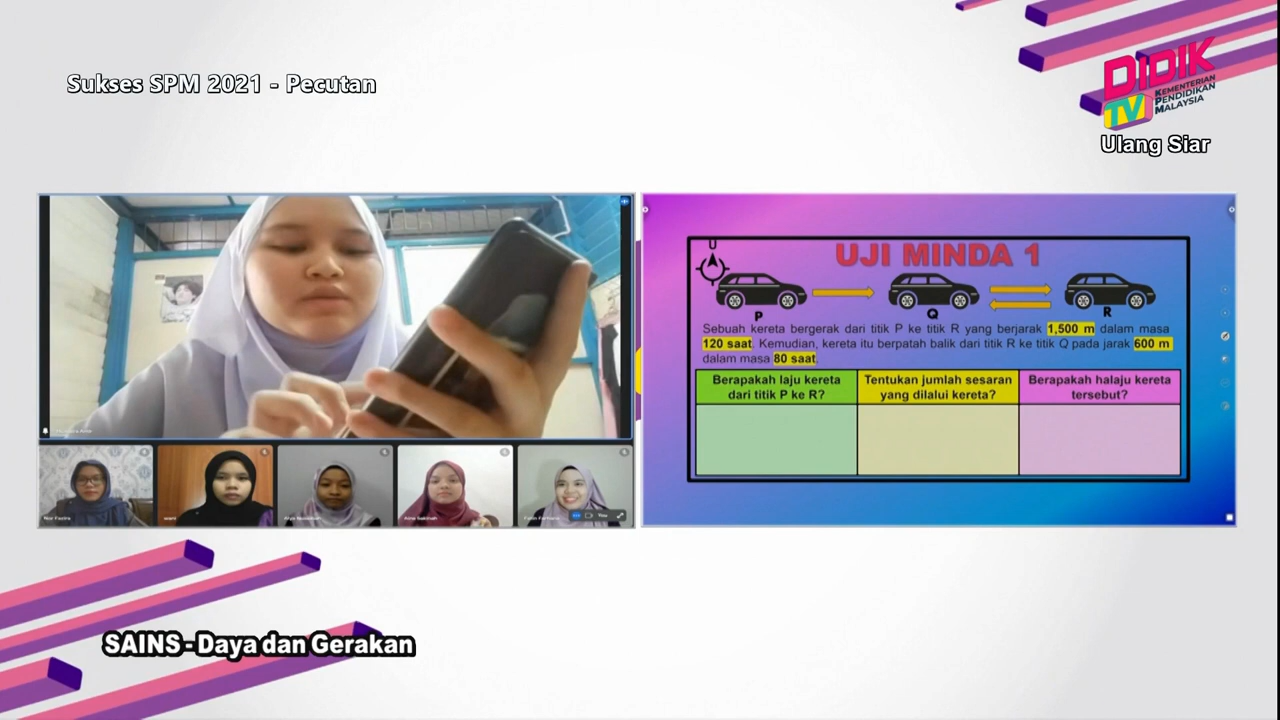 Sukses SPM 2021 - Pecutan
DIDIK
TV
KEMENTERIAN
PENDIDIKAN
MALAYSIA
Ulang Siar
U
UJI MINDA 1
P
Q
R
Sebuah kereta bergerak dari titik P ke titik R yang berjarak 1,500 m dalam masa
120 saat. Kemudian, kereta itu berpatah balik dari titik R ke titik Q pada jarak 600 m
dalam masa 80 saat.
Berapakah laju kereta
dari titik P ke R?
Tentukan jumlah sesaran
yang dilalui kereta?
Berapakah halaju kereta
tersebut?
You
SAINS - Daya dan Gerakan